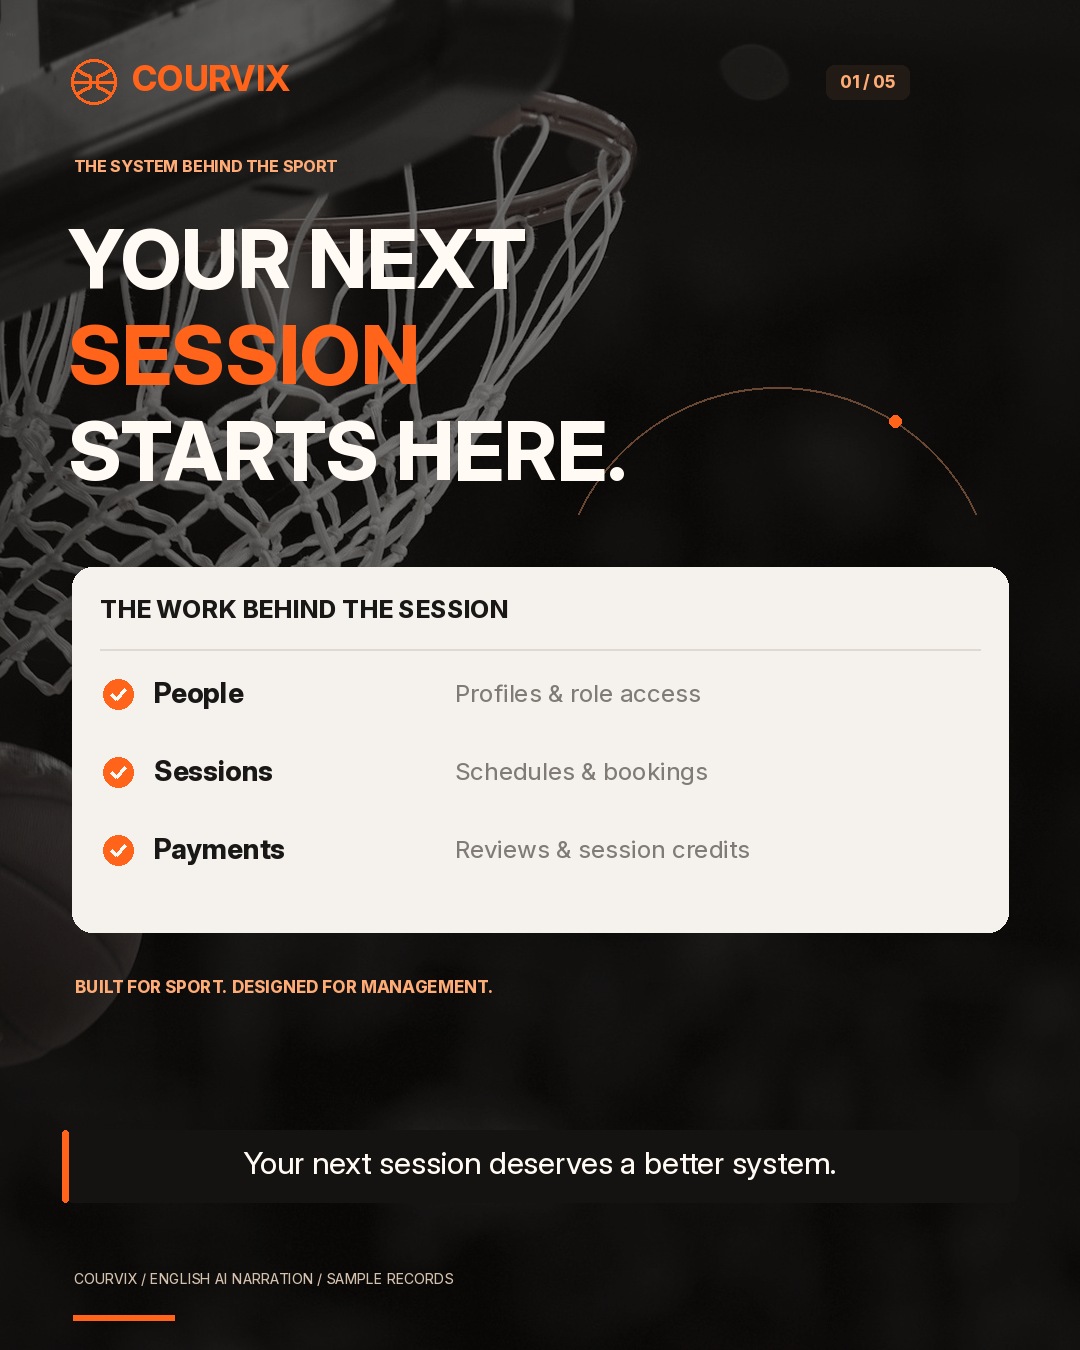 COURVIX
01 / 05
THE SYSTEM BEHIND THE SPORT
YOUR NEXT
SESSION
STARTS HERE.
THE WORK BEHIND THE SESSION
People Profiles & role access
Sessions Schedules & bookings
Payments Reviews & session credits
BUILT FOR SPORT. DESIGNED FOR MANAGEMENT.
Your next session deserves a better system.
COURVIX / ENGLISH AI NARRATION / SAMPLE RECORDS